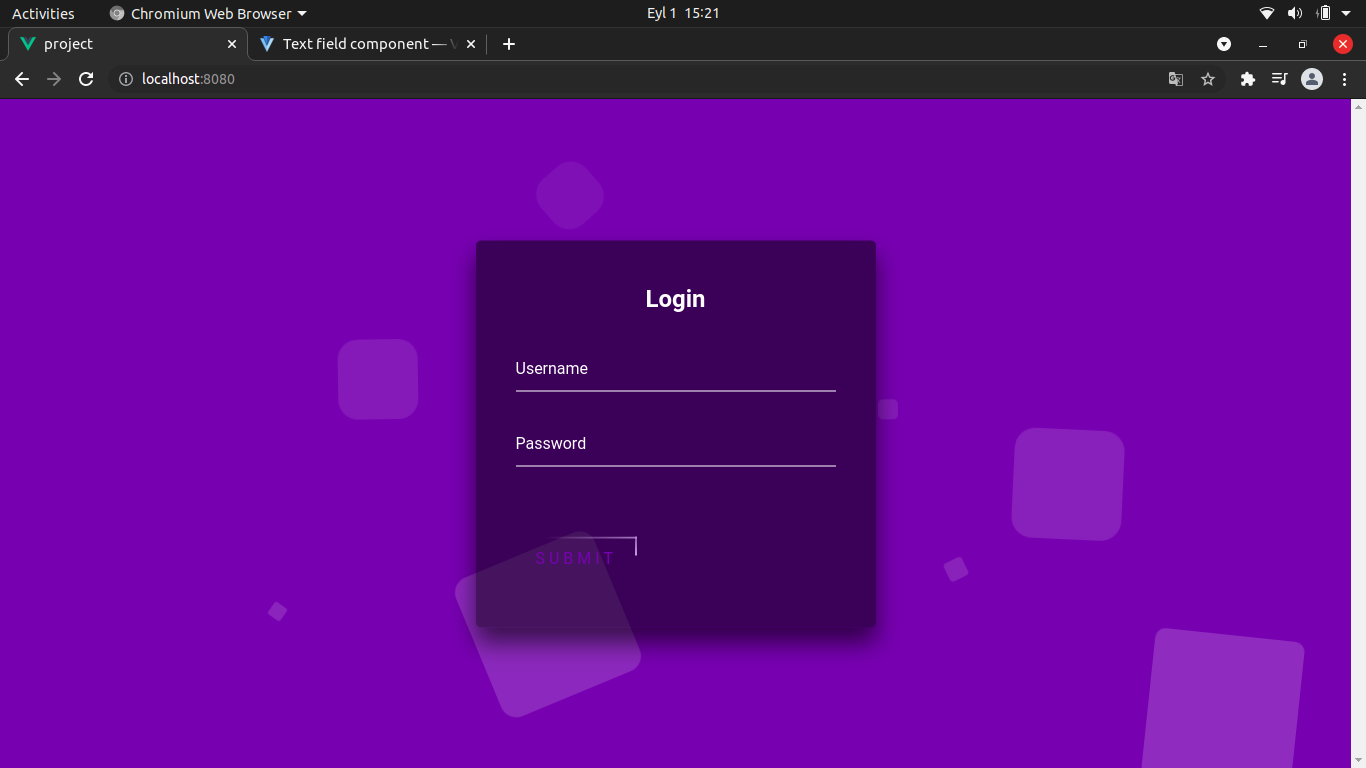 Activities Chromium Web Browser Eyl 1 15:21
project Text field component — V
localhost:8080
Login
Username
Password
SUBMIT